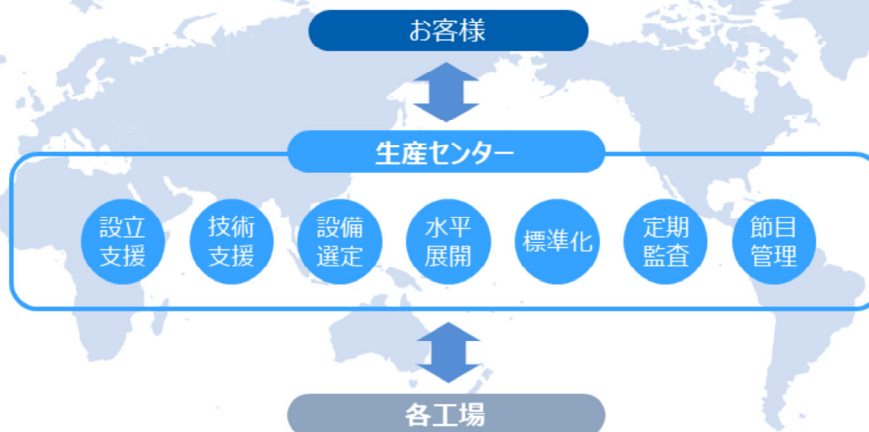 お客様
生産センター
設立
支援
技術
支援
設備
選定
水平
展開
標準化
定期
監査
節目
管理
各工場